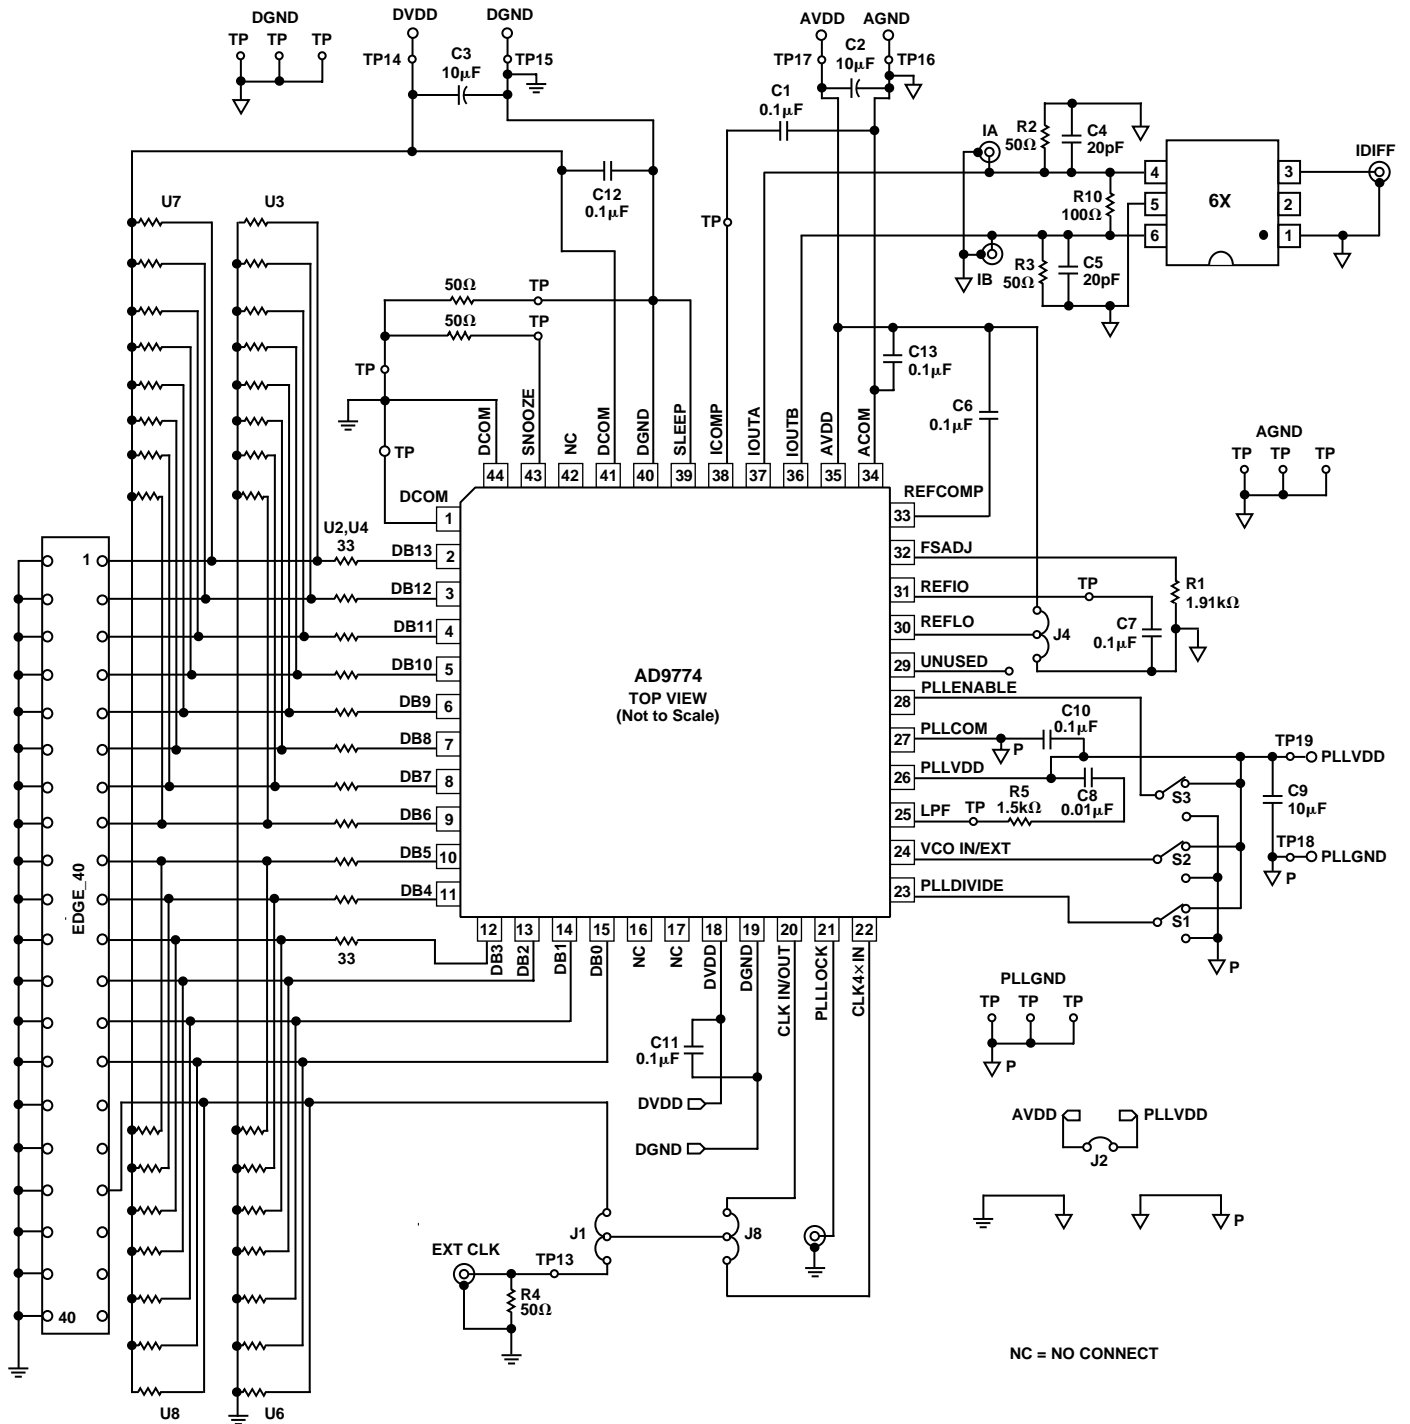 DGND
TP TP TP
DVDD
DGND
TP14
C3
10µF
TP15
AVDD
AGND
TP17
C2
10µF
TP16
C1
0.1µF
IA
R2
50Ω
C4
20pF
IDIFF
C12
0.1µF
U7
U3
TP
R10
100Ω
4
5
6
6X
3
2
1
IB
R3
50Ω
C5
20pF
50Ω
TP
50Ω
TP
TP
TP
C13
0.1µF
C6
0.1µF
DCOM
SNOOZE
NC
DCOM
DGND
SLEEP
ICOMP
IOUTA
IOUTB
AVDD
ACOM
44 43 42 41 40 39 38 37 36 35 34
AGND
TP TP TP
DCOM
1
U2,U4
33
DB13
2
DB12
3
DB11
4
DB10
5
DB9
6
DB8
7
DB7
8
DB6
9
DB5
10
DB4
11
AD9774
TOP VIEW
(Not to Scale)
REFCOMP
33
32 FSADJ
31 REFIO
TP
30 REFLO
J4
C7
0.1µF
R1
1.91kΩ
29 UNUSED
28 PLLENABLE
27 PLLCOM
P
C10
0.1µF
26 PLLVDD
25 LPF
TP
R5
1.5kΩ
C8
0.01µF
24 VCO IN/EXT
23 PLLDIVIDE
S3
S2
S1
P
TP19
PLLVDD
C9
10µF
TP18
PLLGND
P
1
EDGE_40
40
33
12 13 14 15 16 17 18 19 20 21 22
DB3
DB2
DB1
DB0
NC
NC
DVDD
DGND
CLK IN/OUT
PLLLOCK
CLK4×IN
PLLGND
TP TP TP
P
C11
0.1µF
DVDD
DGND
AVDD
PLLVDD
J2
J1
J8
EXT CLK
TP13
R4
50Ω
P
NC = NO CONNECT
U8
U6